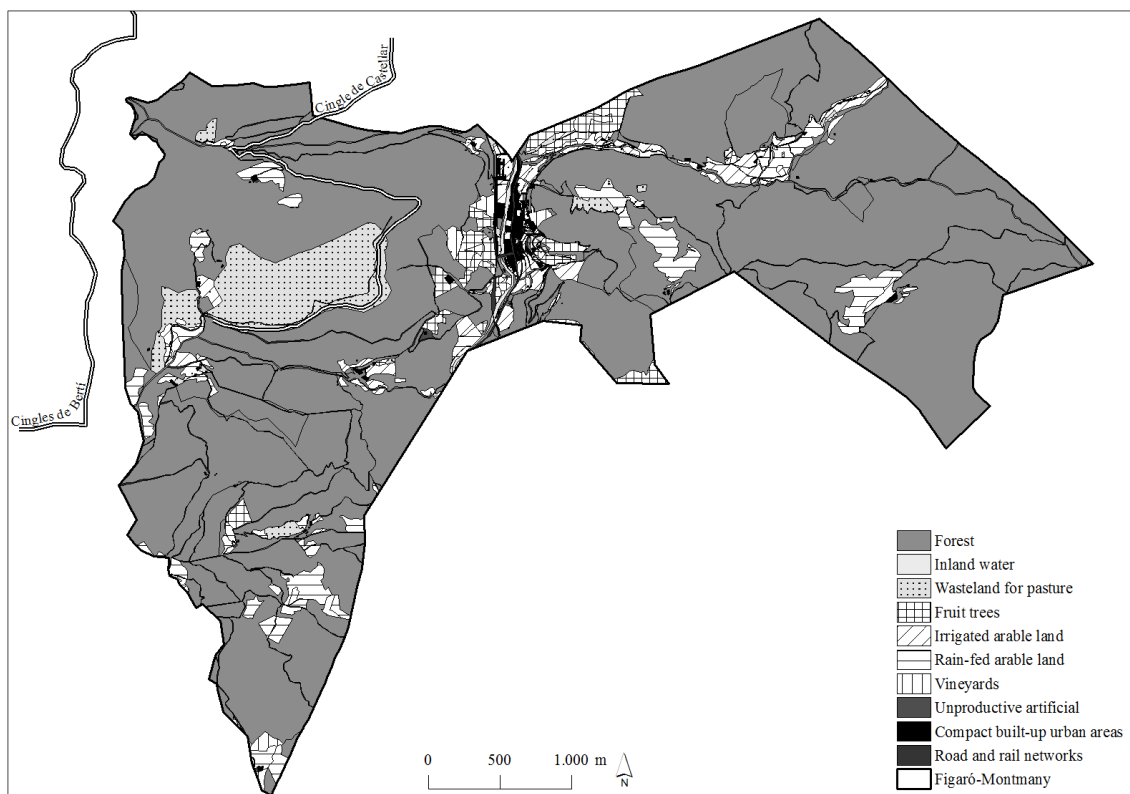 Cingle de Castellar
Cingles de Bertí
Forest
Inland water
Wasteland for pasture
Fruit trees
Irrigated arable land
Rain-fed arable land
Vineyards
Unproductive artificial
Compact built-up urban areas
Road and rail networks
Figaró-Montmany
0 500 1.000 m
N